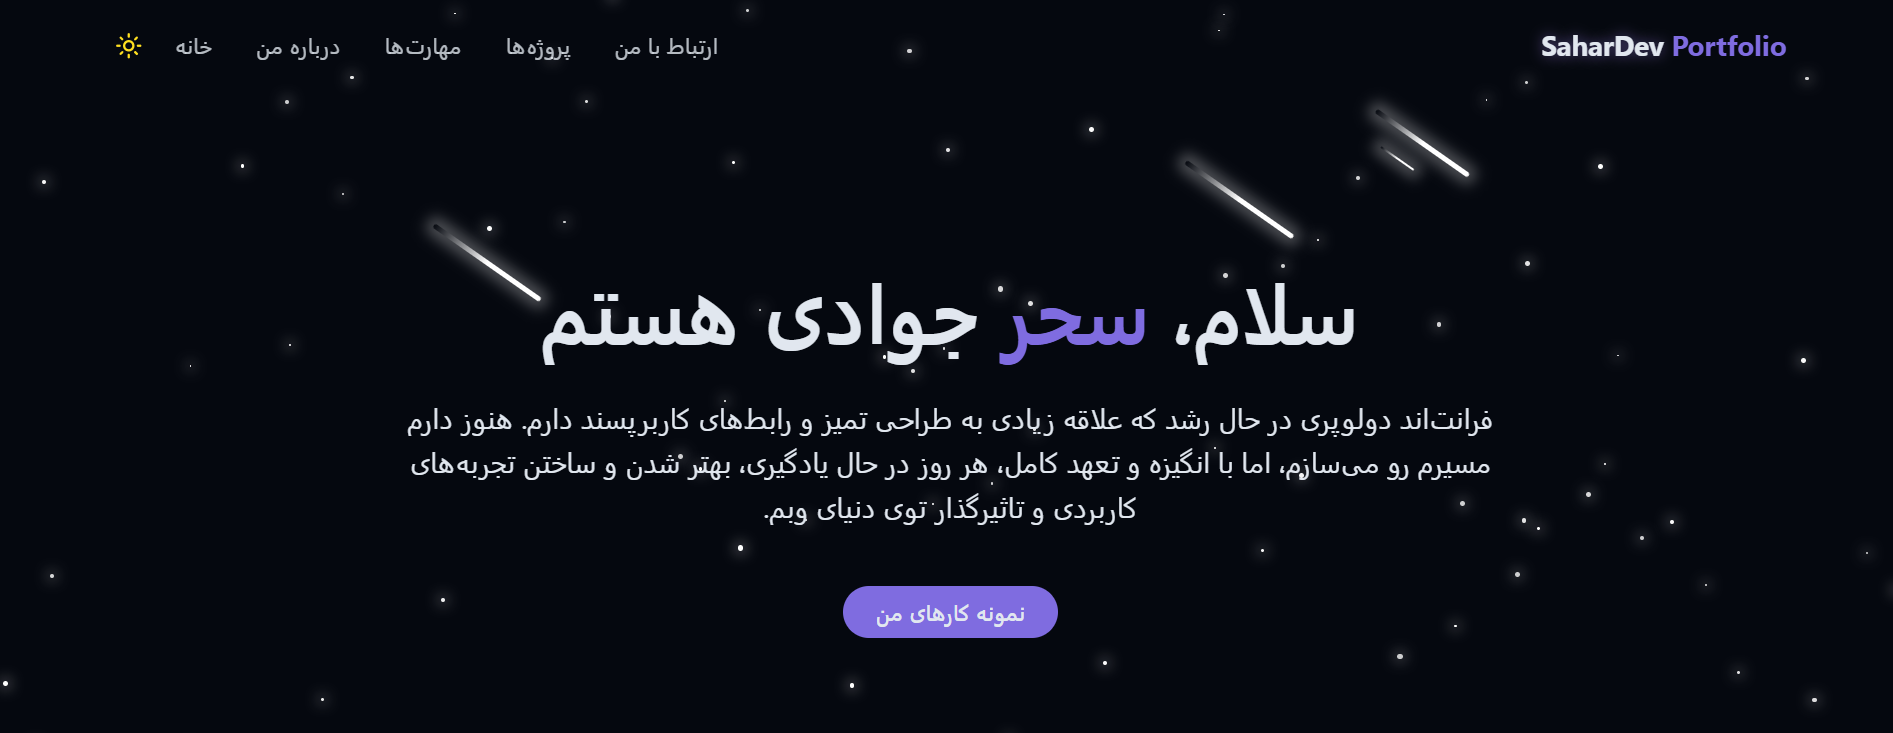 SaharDev Portfolio
ارتباط با من پروژه‌ها مهارت‌ها درباره من خانه
سلام، سحر جوادی هستم
فرانت‌اند دولوپری در حال رشد که علاقه زیادی به طراحی تمیز و رابط‌های کاربرپسند دارم. هنوز دارم
مسیرم رو می‌سازم، اما با انگیزه و تعهد کامل، هر روز در حال یادگیری، بهتر شدن و ساختن تجربه‌های
کاربردی و تاثیرگذار توی دنیای وبم.
نمونه کارهای من